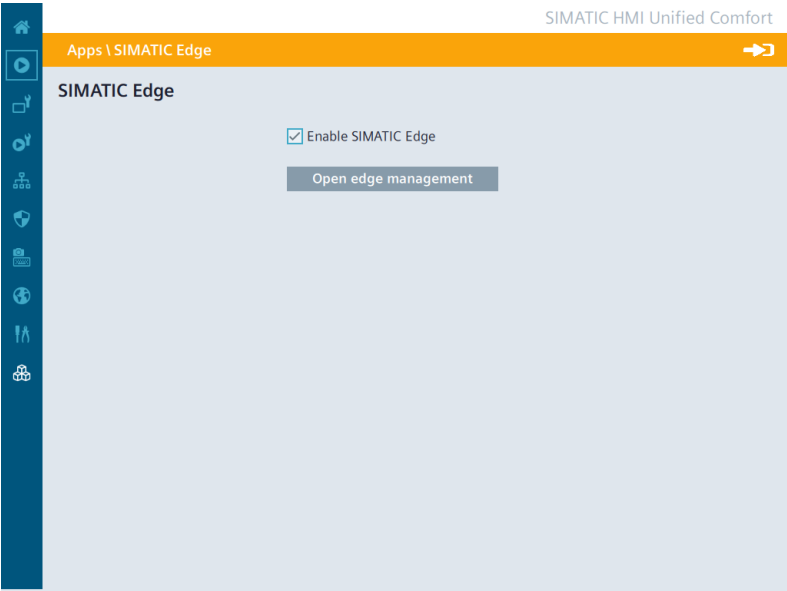 SIMATIC HMI Unified Comfort
Apps \ SIMATIC Edge
SIMATIC Edge
Enable SIMATIC Edge
Open edge management